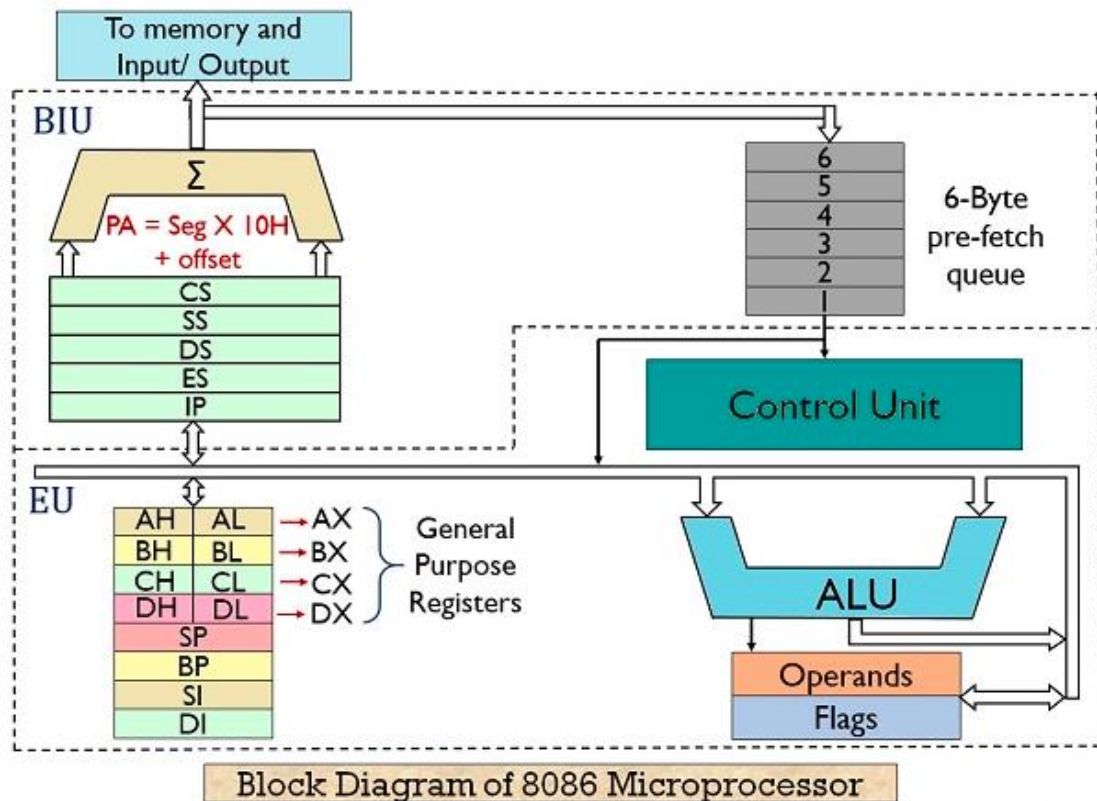 To memory and
Input/ Output
BIU
Σ
PA = Seg X 10H
+ offset
CS
SS
DS
ES
IP
6
5
4
3
2
1
6-Byte
pre-fetch
queue
Control Unit
EU
AH AL AX
BH BL BX
CH CL CX
DH DL DX
SP
BP
SI
DI
General
Purpose
Registers
ALU
Operands
Flags
Block Diagram of 8086 Microprocessor